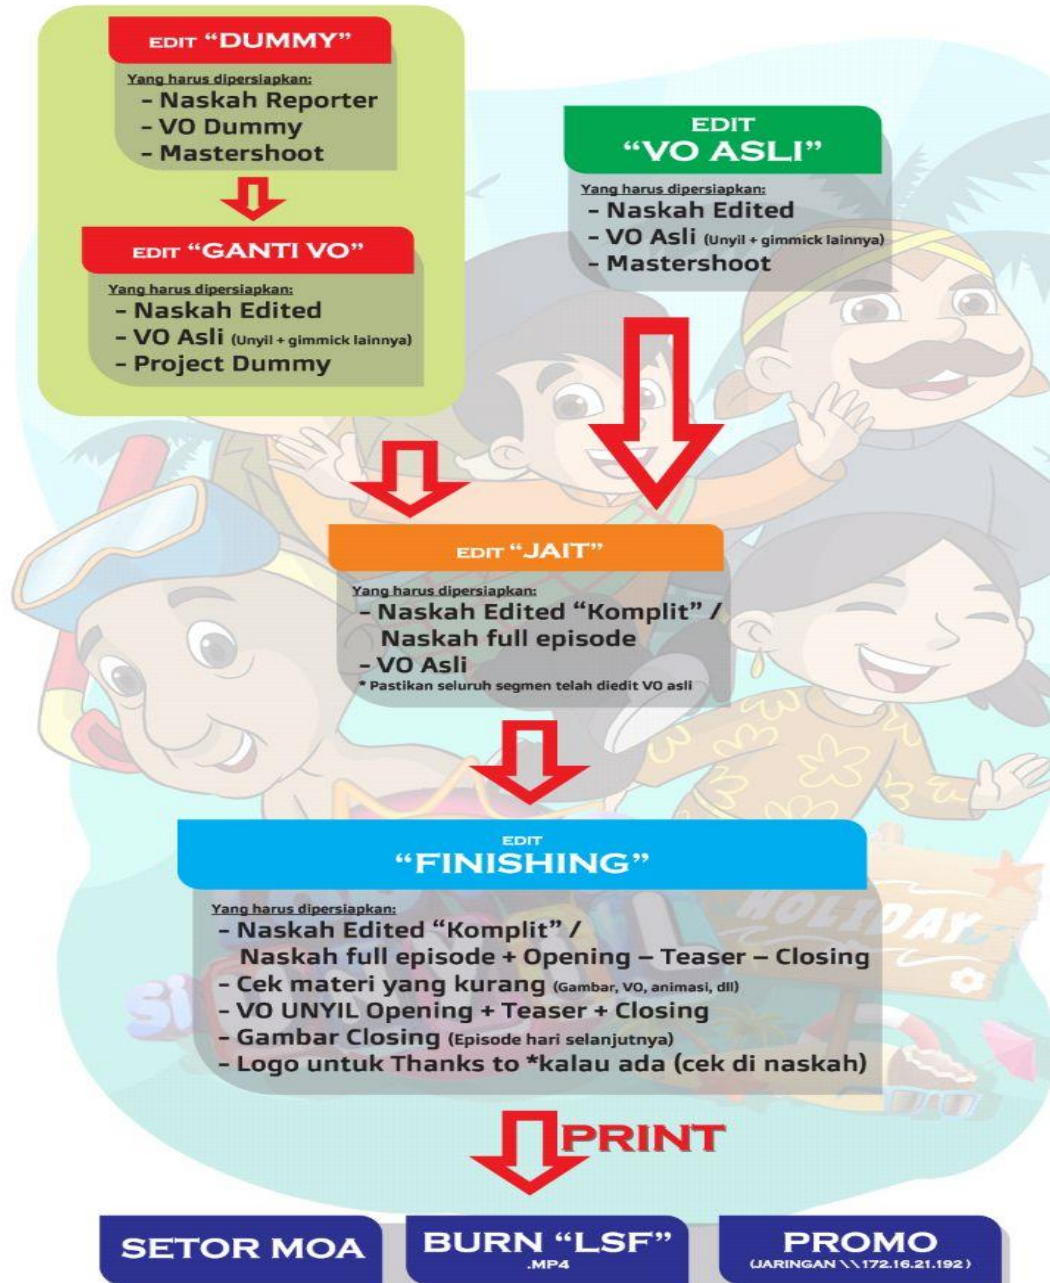 EDIT “DUMMY”
Yang harus dipersiapkan:
- Naskah Reporter
- VO Dummy
- Mastershoot
EDIT “GANTI VO”
Yang harus dipersiapkan:
- Naskah Edited
- VO Asli (Unyil + gimmick lainnya)
- Project Dummy
EDIT
“VO ASLI”
Yang harus dipersiapkan:
- Naskah Edited
- VO Asli (Unyil + gimmick lainnya)
- Mastershoot
EDIT “JAIT”
Yang harus dipersiapkan:
- Naskah Edited “Komplit” /
Naskah full episode
- VO Asli
* Pastikan seluruh segmen telah diedit VO asli
EDIT
“FINISHING”
Yang harus dipersiapkan:
- Naskah Edited “Komplit” /
Naskah full episode + Opening – Teaser – Closing
- Cek materi yang kurang (Gambar, VO, animasi, dll)
- VO UNYIL Opening + Teaser + Closing
- Gambar Closing (Episode hari selanjutnya)
- Logo untuk Thanks to *kalau ada (cek di naskah)
HOLIDAY
Si UNYIL
PRINT
SETOR MOA
BURN “LSF”
.MP4
PROMO
(JARINGAN \\172.16.21.192)